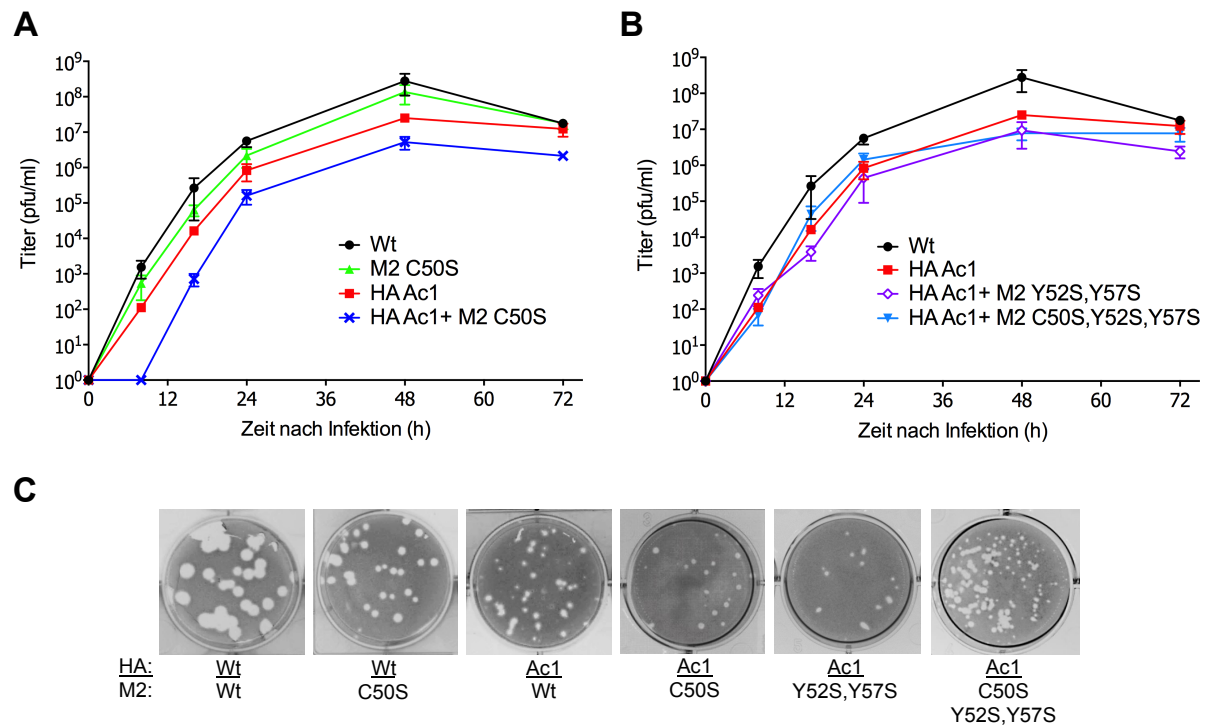 A
Titer (pfu/ml)
10⁹
10⁸
10⁷
10⁶
10⁵
10⁴
10³
10²
10¹
10⁰
0 12 24 36 48 60 72
Zeit nach Infektion (h)
Wt
M2 C50S
HA Ac1
HA Ac1+ M2 C50S
B
Titer (pfu/ml)
10⁹
10⁸
10⁷
10⁶
10⁵
10⁴
10³
10²
10¹
10⁰
0 12 24 36 48 60 72
Zeit nach Infektion (h)
Wt
HA Ac1
HA Ac1+ M2 Y52S,Y57S
HA Ac1+ M2 C50S,Y52S,Y57S
C
HA: Wt Wt Ac1 Ac1 Ac1 Ac1
M2: Wt C50S Wt C50S Y52S,Y57S C50S
Y52S,Y57S